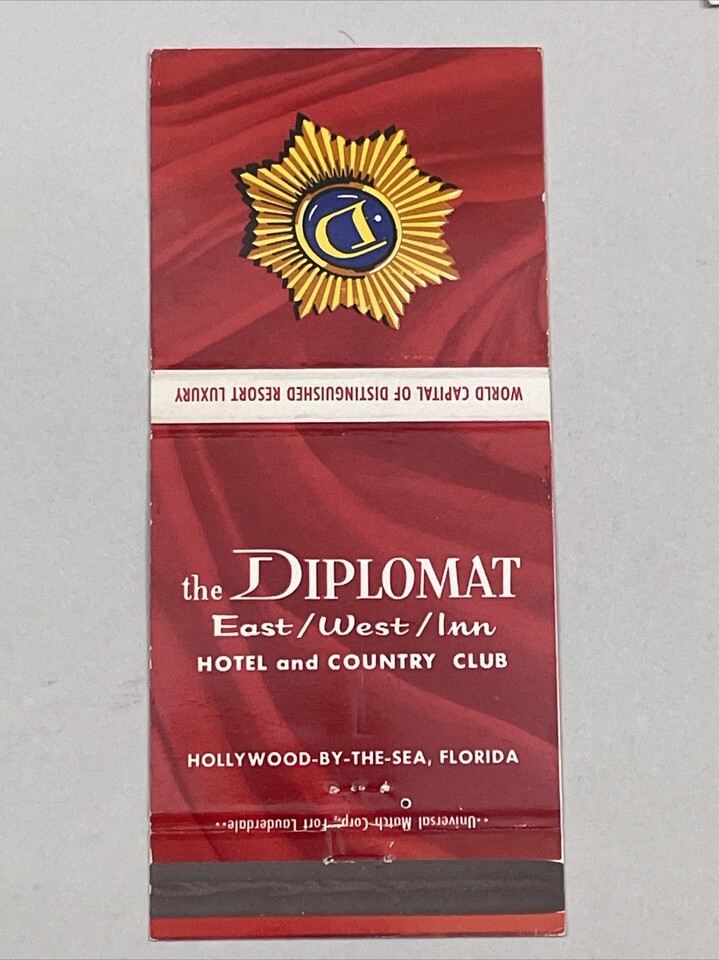 D
WORLD CAPITAL OF DISTINGUISHED RESORT LUXURY
the DIPLOMAT
East/West/Inn
HOTEL and COUNTRY CLUB
HOLLYWOOD-BY-THE-SEA, FLORIDA
··Universal Match Corp., Fort Lauderdale··